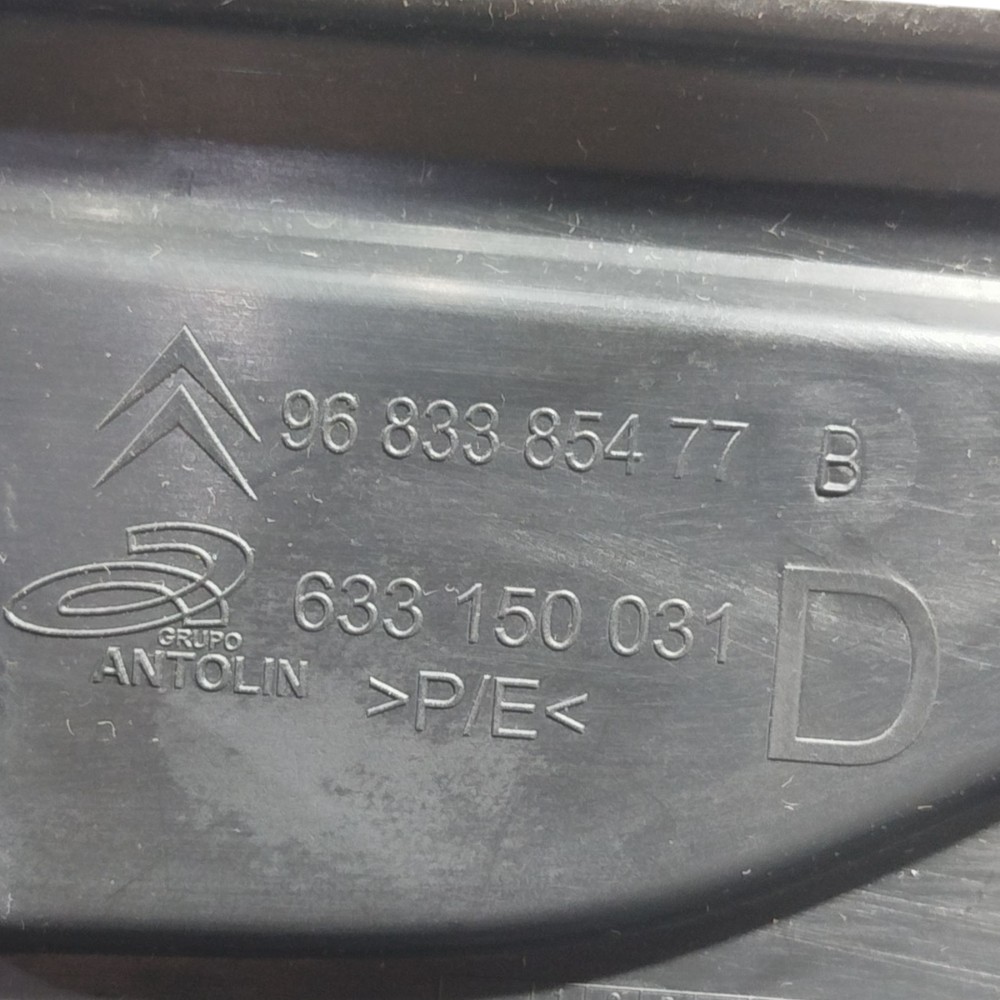 96 833 854 77 B
633 150 031 D
GRUPO
ANTOLIN
>P/E<